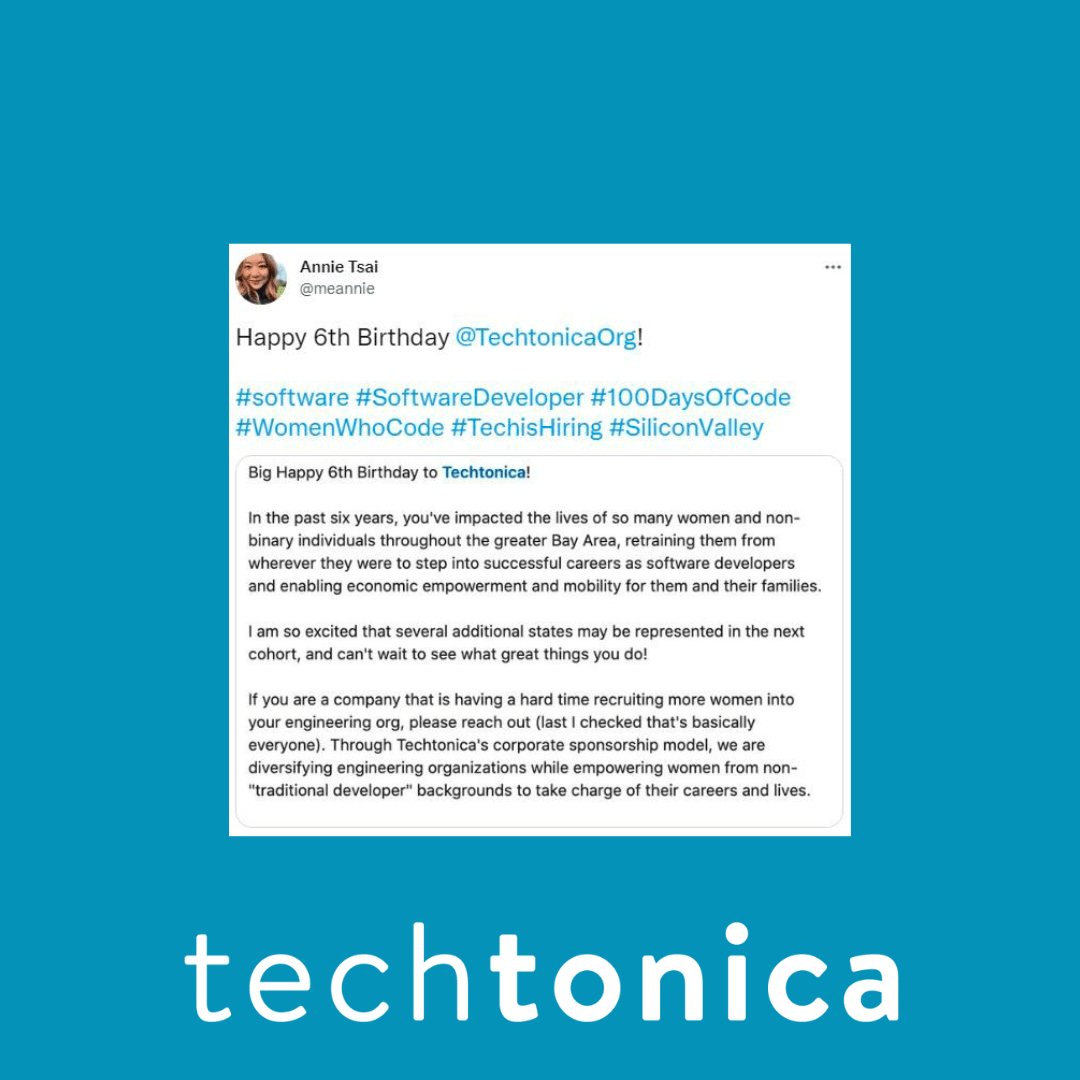 Annie Tsai
@meannie
Happy 6th Birthday @TechtonicaOrg!
#software #SoftwareDeveloper #100DaysOfCode
#WomenWhoCode #TechisHiring #SiliconValley
Big Happy 6th Birthday to Techtonica!
In the past six years, you've impacted the lives of so many women and non-
binary individuals throughout the greater Bay Area, retraining them from
wherever they were to step into successful careers as software developers
and enabling economic empowerment and mobility for them and their families.
I am so excited that several additional states may be represented in the next
cohort, and can't wait to see what great things you do!
If you are a company that is having a hard time recruiting more women into
your engineering org, please reach out (last I checked that's basically
everyone). Through Techtonica's corporate sponsorship model, we are
diversifying engineering organizations while empowering women from non-
"traditional developer" backgrounds to take charge of their careers and lives.
techtonica